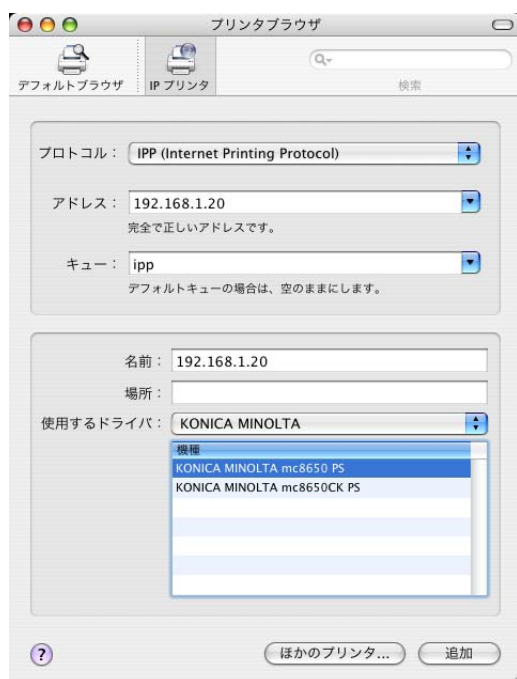 プリンタブラウザ
デフォルトブラウザ
IP プリンタ
検索
プロトコル：
IPP (Internet Printing Protocol)
アドレス：
192.168.1.20
完全で正しいアドレスです。
キュー：
ipp
デフォルトキューの場合は、空のままにします。
名前：
192.168.1.20
場所：
使用するドライバ：
KONICA MINOLTA
機種
KONICA MINOLTA mc8650 PS
KONICA MINOLTA mc8650CK PS
?
ほかのプリンタ...
追加